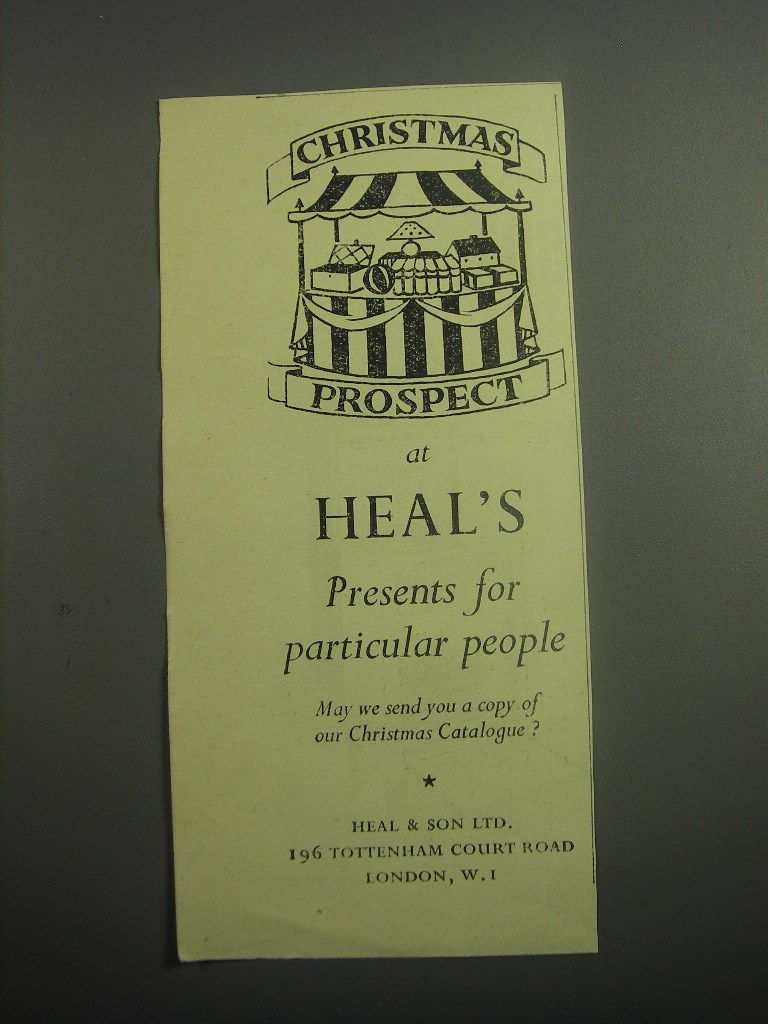 CHRISTMAS
PROSPECT
at
HEAL'S
Presents for
particular people
May we send you a copy of
our Christmas Catalogue ?
HEAL & SON LTD.
196 TOTTENHAM COURT ROAD
LONDON, W.1